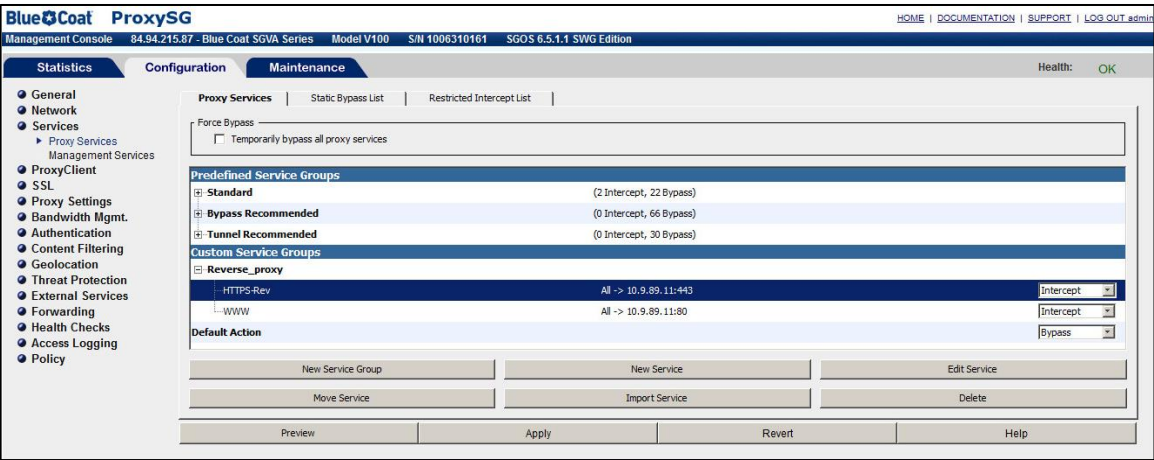 Blue Coat ProxySG
HOME | DOCUMENTATION | SUPPORT | LOG OUT admin
Management Console 84.94.215.87 - Blue Coat SGVA Series Model V100 S/N 1006310161 SGOS 6.5.1.1 SWG Edition
Statistics Configuration Maintenance Health: OK
General
Network
Services
Proxy Services
Management Services
ProxyClient
SSL
Proxy Settings
Bandwidth Mgmt.
Authentication
Content Filtering
Geolocation
Threat Protection
External Services
Forwarding
Health Checks
Access Logging
Policy
Proxy Services | Static Bypass List | Restricted Intercept List |
Force Bypass
Temporarily bypass all proxy services
Predefined Service Groups
Standard (2 Intercept, 22 Bypass)
Bypass Recommended (0 Intercept, 66 Bypass)
Tunnel Recommended (0 Intercept, 30 Bypass)
Custom Service Groups
Reverse_proxy
HTTPS-Rev All -> 10.9.89.11:443 Intercept
WWW All -> 10.9.89.11:80 Intercept
Default Action Bypass
New Service Group New Service Edit Service
Move Service Import Service Delete
Preview Apply Revert Help